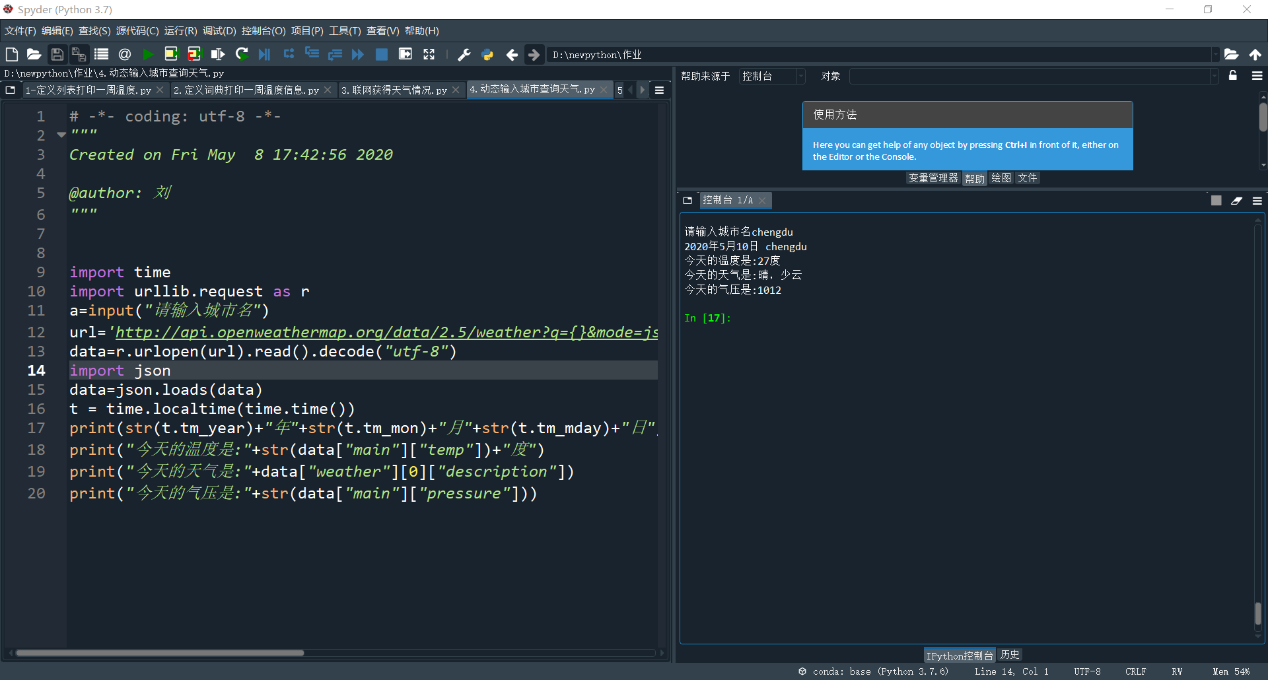 Spyder (Python 3.7)
文件(F) 编辑(E) 查找(S) 源代码(C) 运行(R) 调试(D) 控制台(O) 项目(P) 工具(T) 查看(V) 帮助(H)
D:\newpython\作业
D:\newpython\作业\4.动态输入城市查询天气.py
1-定义列表打印一周温度.py
2.定义词典打印一周温度信息.py
3.联网获得天气情况.py
4.动态输入城市查询天气.py
5
1 # -*- coding: utf-8 -*-
2 """
3 Created on Fri May  8 17:42:56 2020
4
5 @author: 刘
6 """
7
8
9 import time
10 import urllib.request as r
11 a=input("请输入城市名")
12 url='http://api.openweathermap.org/data/2.5/weather?q={}&mode=js
13 data=r.urlopen(url).read().decode("utf-8")
14 import json
15 data=json.loads(data)
16 t = time.localtime(time.time())
17 print(str(t.tm_year)+"年"+str(t.tm_mon)+"月"+str(t.tm_mday)+"日"
18 print("今天的温度是:"+str(data["main"]["temp"])+"度")
19 print("今天的天气是:"+data["weather"][0]["description"])
20 print("今天的气压是:"+str(data["main"]["pressure"]))
帮助来源于 控制台 对象
使用方法
Here you can get help of any object by pressing Ctrl+I in front of it, either on
the Editor or the Console.
变量管理器 帮助 绘图 文件
控制台 1/A
请输入城市名chengdu
2020年5月10日 chengdu
今天的温度是:27度
今天的天气是:晴，少云
今天的气压是:1012
In [17]:
IPython控制台 历史
conda: base (Python 3.7.6) Line 14, Col 1 UTF-8 CRLF RW Mem 54%